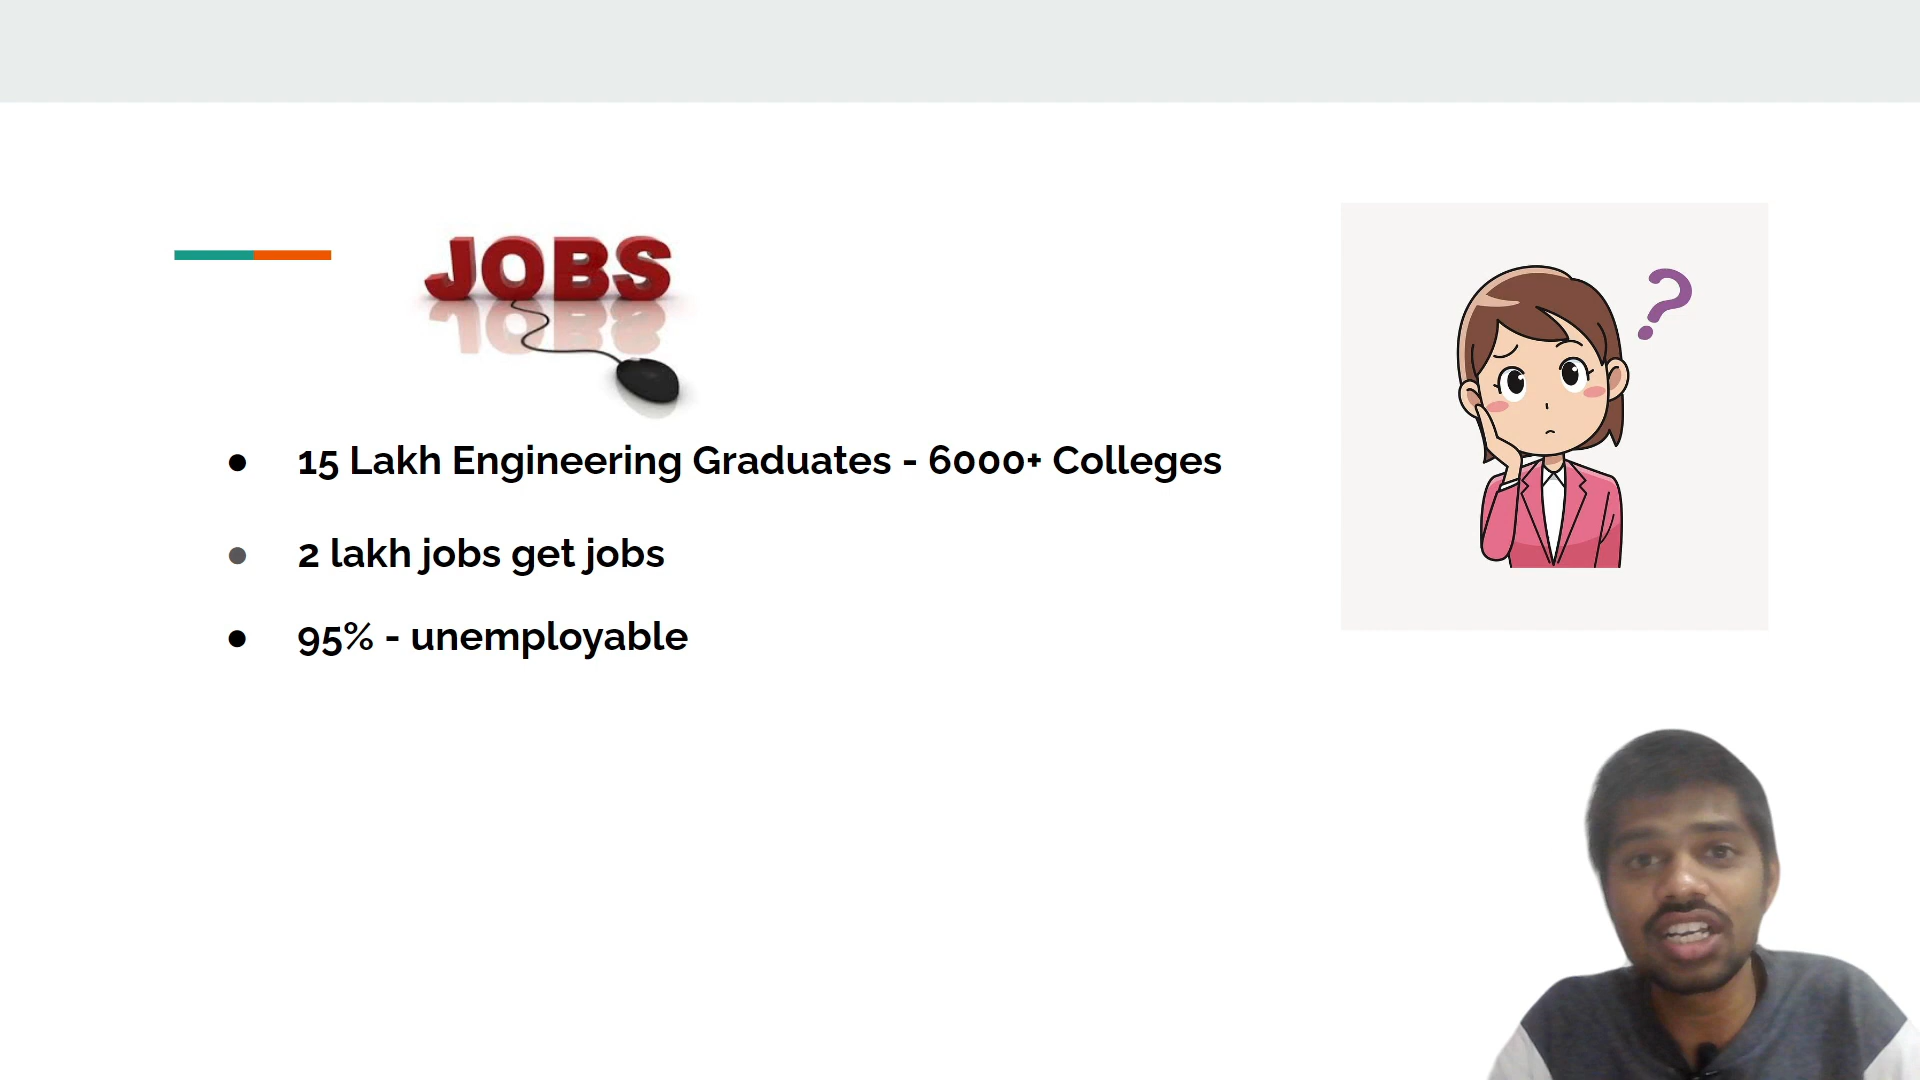 JOBS
?
15 Lakh Engineering Graduates - 6000+ Colleges
2 lakh jobs get jobs
95% - unemployable